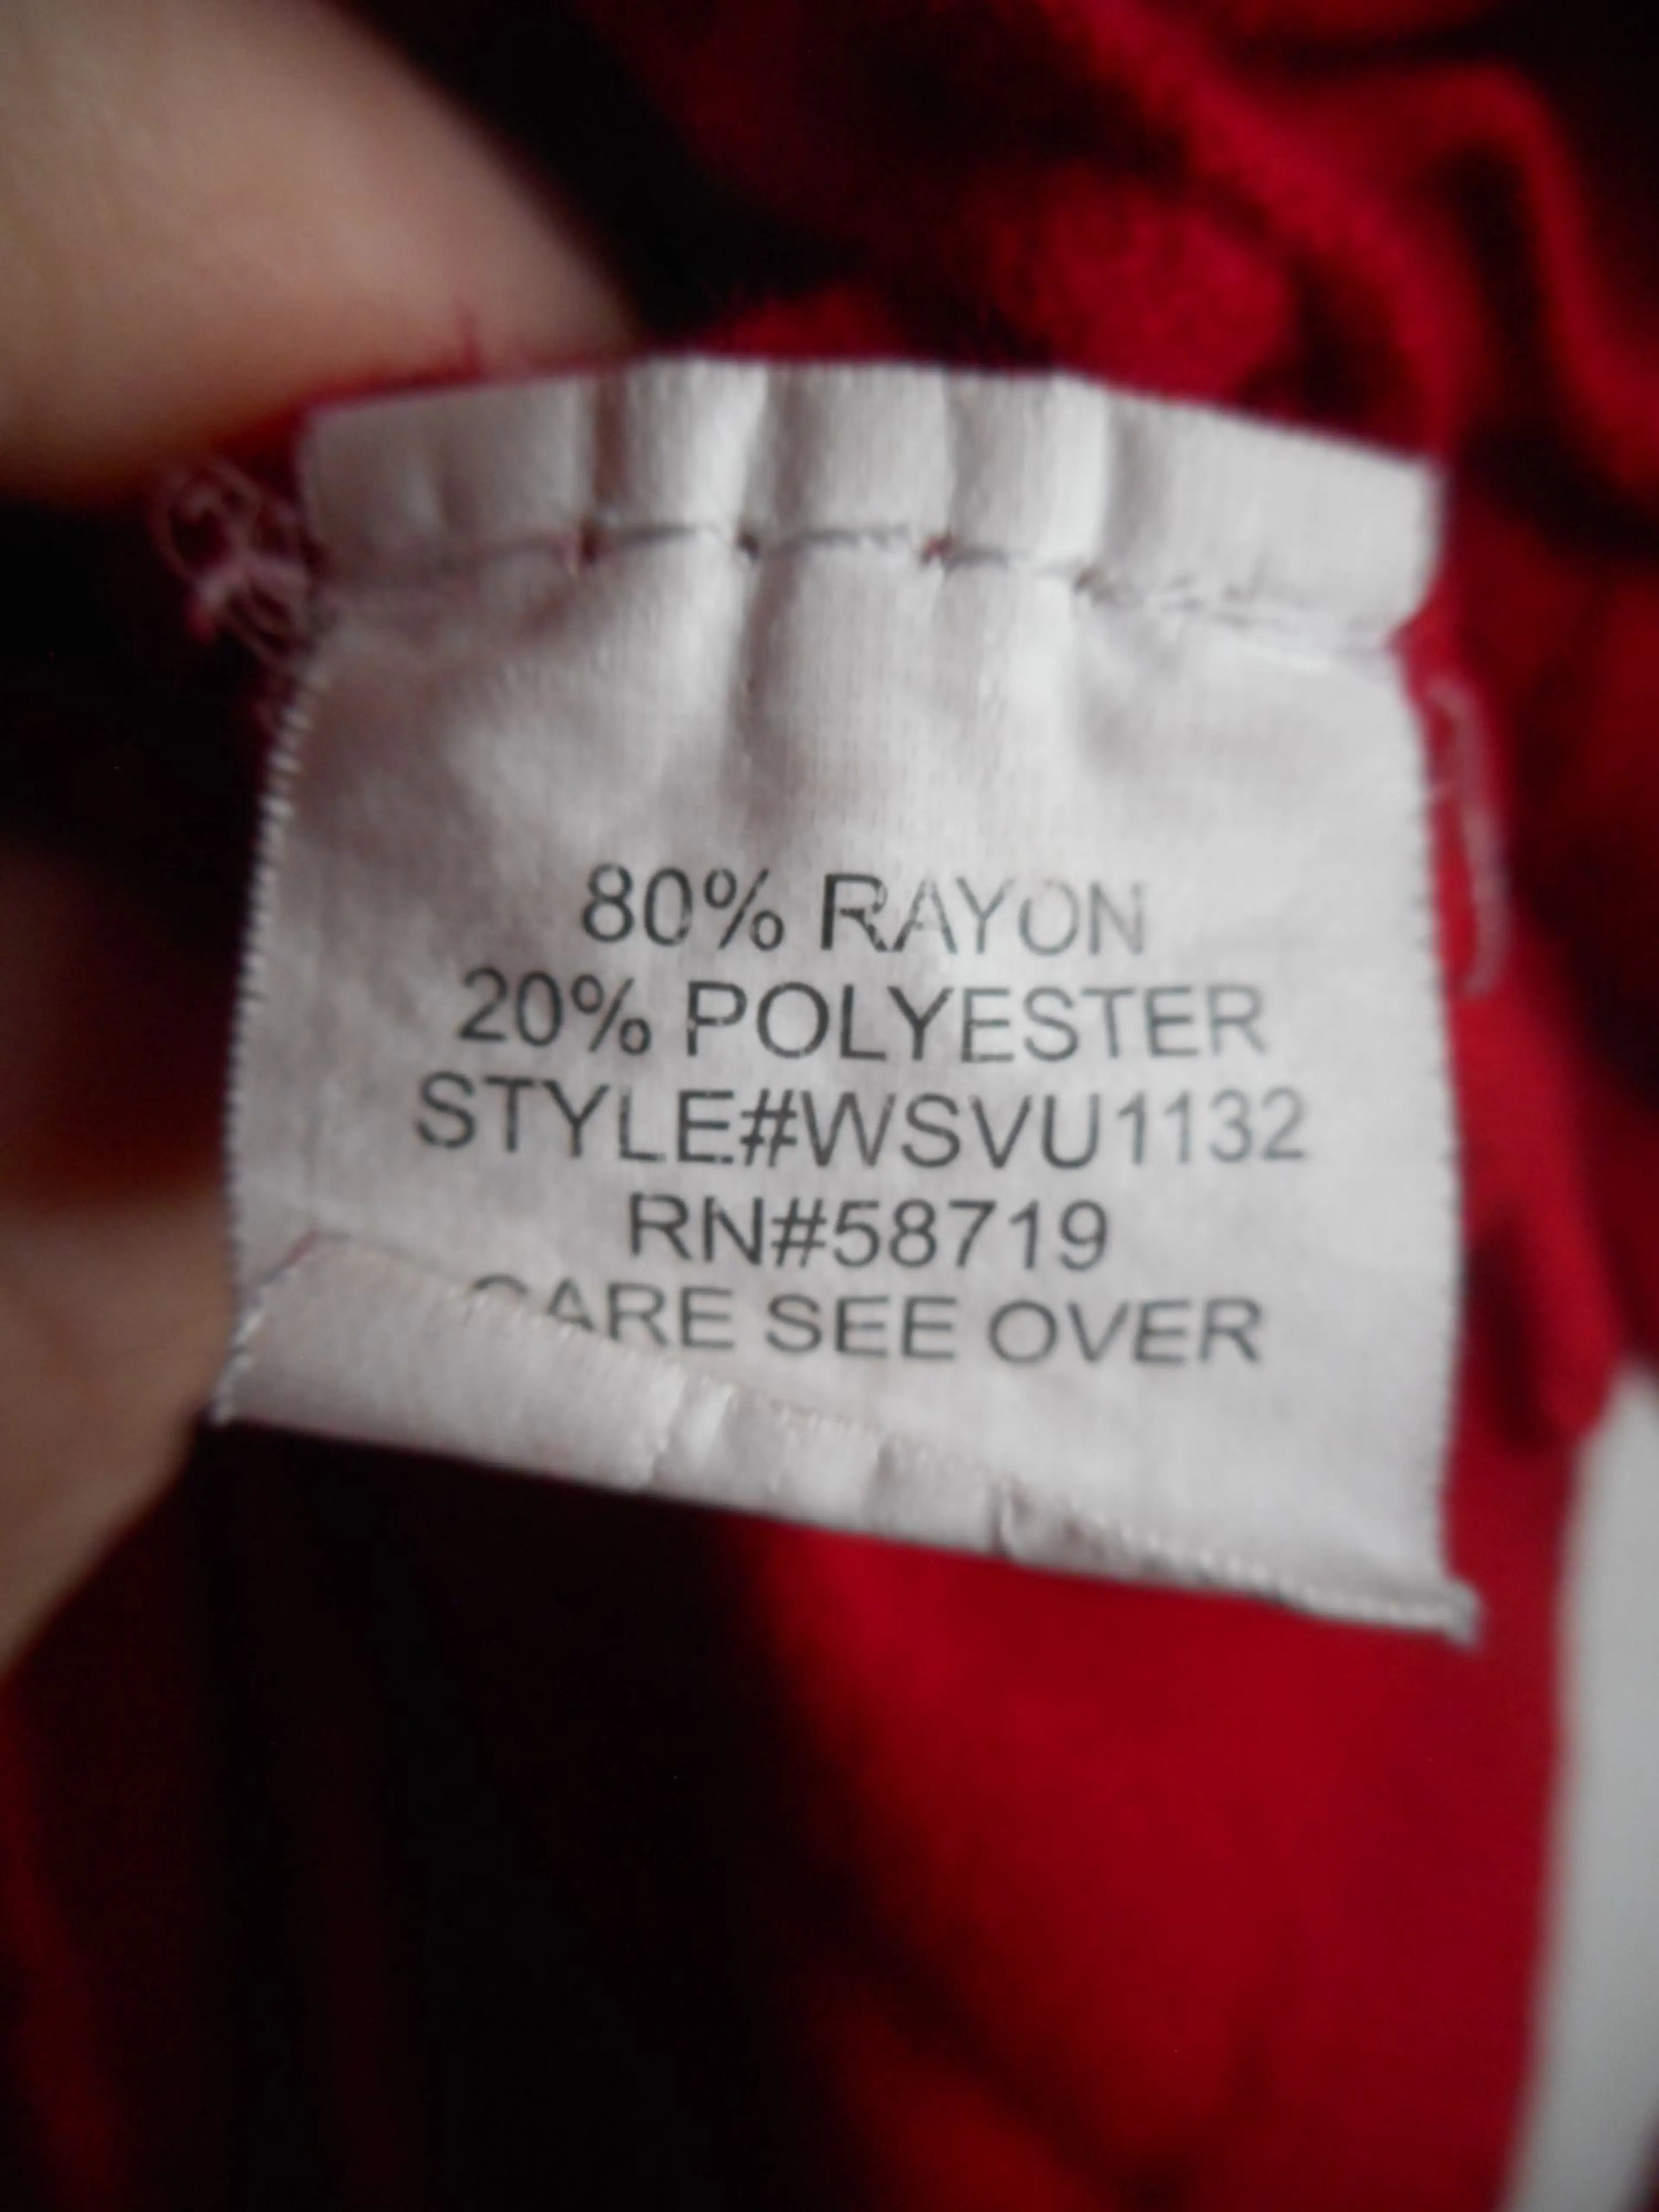 80% RAYON
20% POLYESTER
STYLE#WSVU1132
RN#58719
CARE SEE OVER